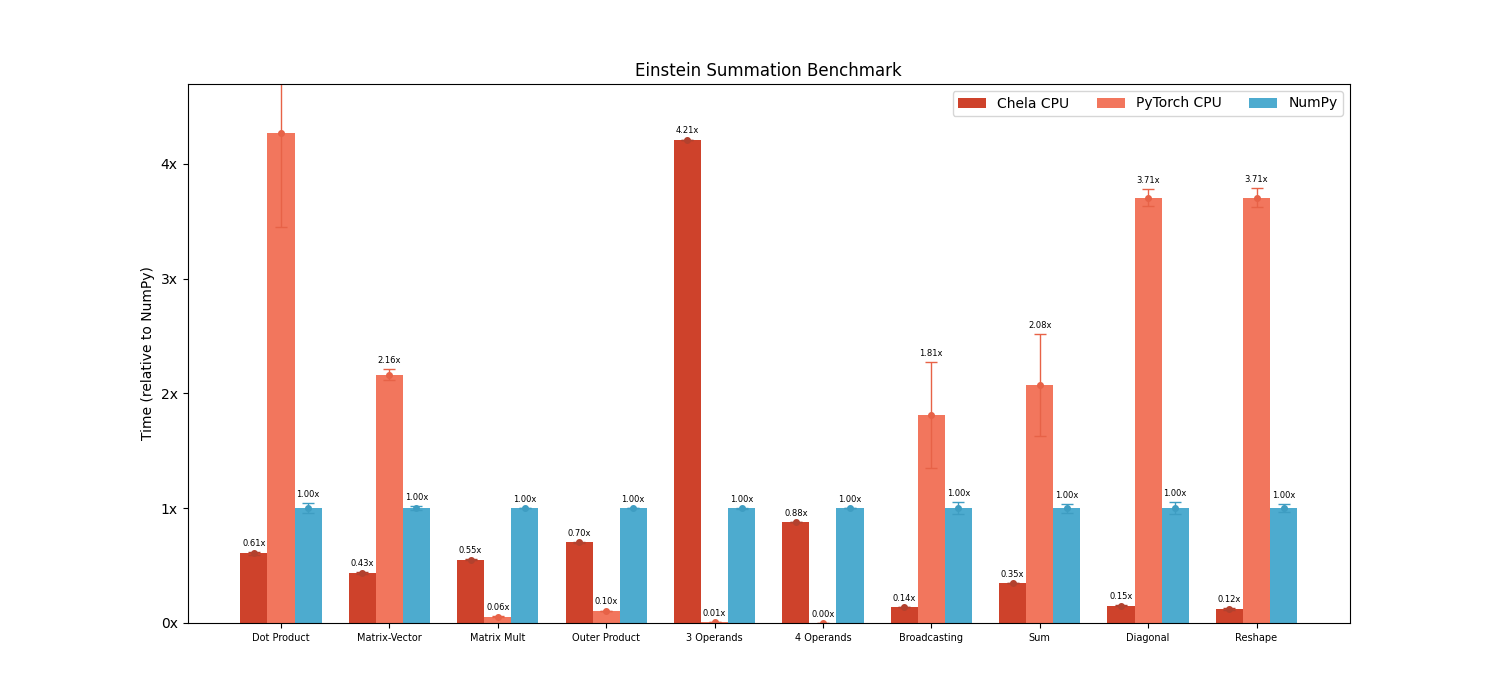 Einstein Summation Benchmark
Chela CPU PyTorch CPU NumPy
Time (relative to NumPy)
4x
3x
2x
1x
0x
0.61x 1.00x
0.43x 2.16x 1.00x
0.55x 0.06x 1.00x
0.70x 0.10x 1.00x
4.21x 0.01x 1.00x
0.88x 0.00x 1.00x
0.14x 1.81x 1.00x
0.35x 2.08x 1.00x
0.15x 3.71x 1.00x
0.12x 3.71x 1.00x
Dot Product Matrix-Vector Matrix Mult Outer Product 3 Operands 4 Operands Broadcasting Sum Diagonal Reshape